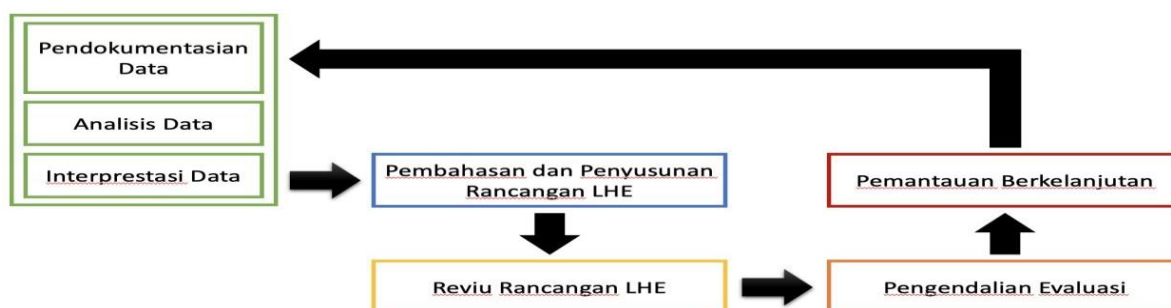 Pendokumentasian
Data
Analisis Data
Interprestasi Data
Pembahasan dan Penyusunan
Rancangan LHE
Reviu Rancangan LHE
Pengendalian Evaluasi
Pemantauan Berkelanjutan